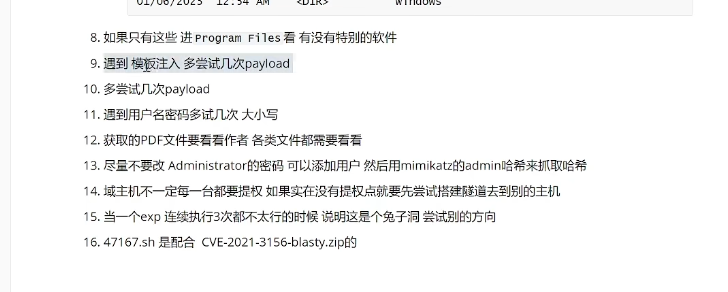 01/06/2025 12:54 AM <DIR> Windows
8. 如果只有这些 进 Program Files看 有没有特别的软件
9. 遇到 模板注入 多尝试几次payload
10. 多尝试几次payload
11. 遇到用户名密码多试几次 大小写
12. 获取的PDF文件要看看作者 各类文件都需要看看
13. 尽量不要改 Administrator的密码 可以添加用户 然后用mimikatz的admin哈希来抓取哈希
14. 域主机不一定每一台都要提权 如果实在没有提权点就要先尝试搭建隧道去到别的主机
15. 当一个exp 连续执行3次都不太行的时候 说明这是个兔子洞 尝试别的方向
16. 47167.sh 是配合 CVE-2021-3156-blasty.zip的